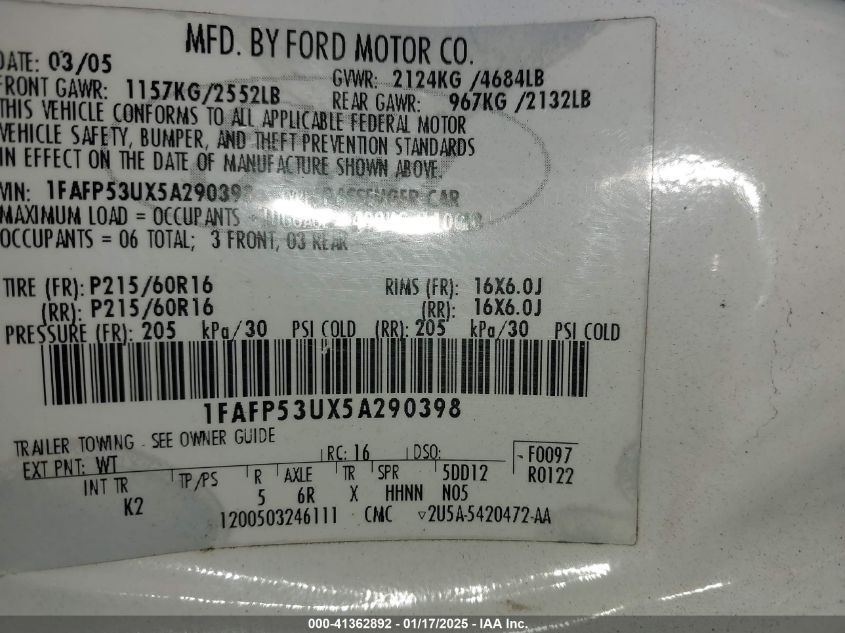 MFD. BY FORD MOTOR CO.
DATE: 03/05
GVWR: 2124KG /4684LB
FRONT GAWR: 1157KG/2552LB REAR GAWR: 967KG /2132LB
THIS VEHICLE CONFORMS TO ALL APPLICABLE FEDERAL MOTOR
VEHICLE SAFETY, BUMPER, AND THEFT PREVENTION STANDARDS
IN EFFECT ON THE DATE OF MANUFACTURE SHOWN ABOVE.
VIN: 1FAFP53UX5A290398 PASSENGER CAR
MAXIMUM LOAD = OCCUPANTS
OCCUPANTS = 06 TOTAL; 3 FRONT, 03 REAR
TIRE (FR): P215/60R16 RIMS (FR): 16X6.0J
(RR): P215/60R16 (RR): 16X6.0J
PRESSURE (FR): 205 kPa/30 PSI COLD (RR): 205 kPa/30 PSI COLD
1FAFP53UX5A290398
TRAILER TOWING - SEE OWNER GUIDE
EXT PNT: WT RC: 16 DSO: -F0097
INT TR TP/PS R AXLE TR SPR 5DD12 R0122
K2 5 6R X HHNN N05
1200503246111 CMC ▽2U5A-5420472-AA
000-41362892 - 01/17/2025 - IAA Inc.